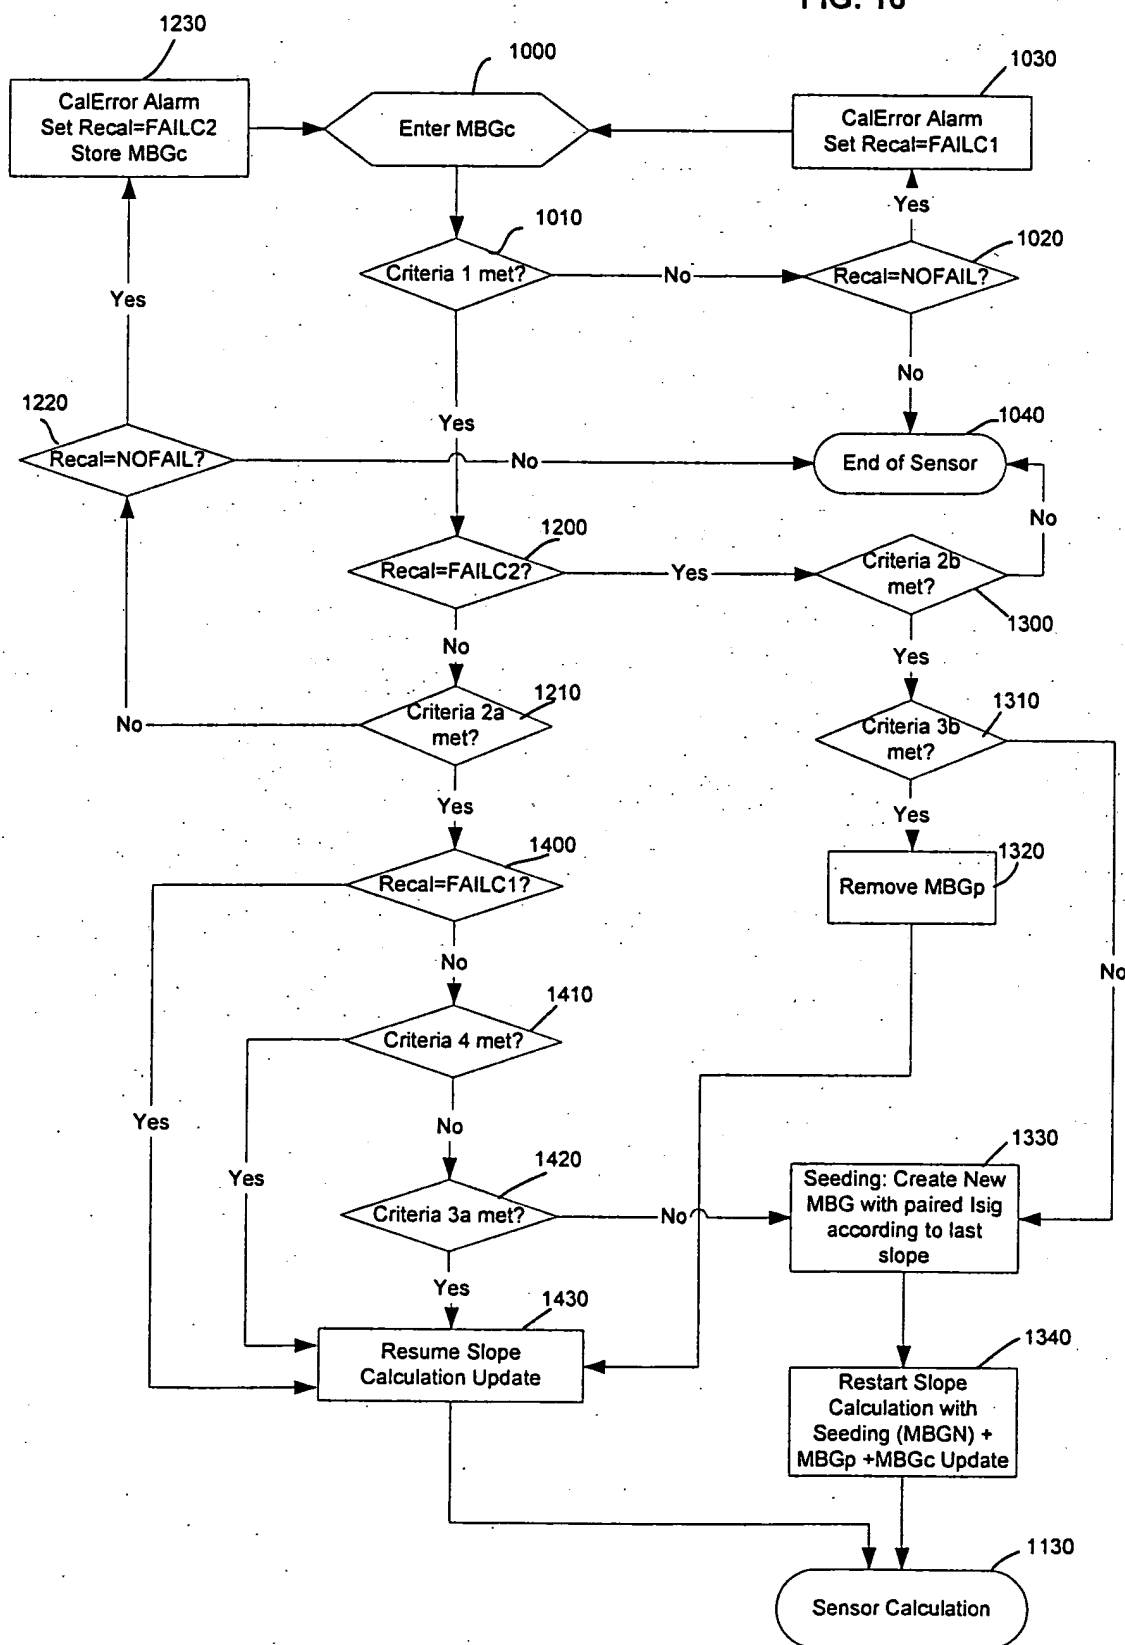 1230
CalError Alarm
Set Recal=FAILC2
Store MBGc
1000
Enter MBGc
1030
CalError Alarm
Set Recal=FAILC1
Yes
1010
Criteria 1 met?
No
1020
Recal=NOFAIL?
Yes
No
1220
Recal=NOFAIL?
Yes
No
1040
End of Sensor
No
1200
Recal=FAILC2?
Yes
Criteria 2b
met?
1300
No
Yes
1210
Criteria 2a
met?
No
1310
Criteria 3b
met?
Yes
Yes
1400
Recal=FAILC1?
1320
Remove MBGp
No
No
1410
Criteria 4 met?
Yes
No
Yes
1420
Criteria 3a met?
No
1330
Seeding: Create New
MBG with paired Isig
according to last
slope
Yes
1430
Resume Slope
Calculation Update
1340
Restart Slope
Calculation with
Seeding (MBGN) +
MBGp +MBGc Update
1130
Sensor Calculation